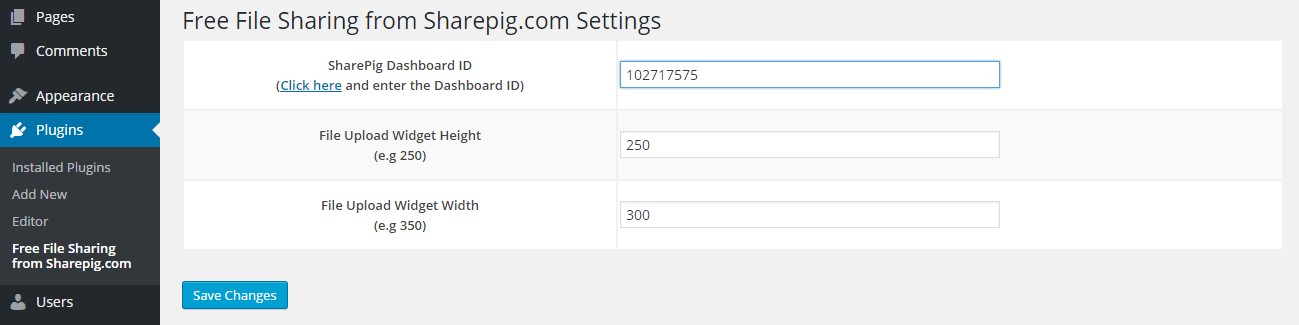 Pages
Comments
Appearance
Plugins
Installed Plugins
Add New
Editor
Free File Sharing
from Sharepig.com
Users
Free File Sharing from Sharepig.com Settings
SharePig Dashboard ID
(Click here and enter the Dashboard ID)
102717575
File Upload Widget Height
(e.g 250)
250
File Upload Widget Width
(e.g 350)
300
Save Changes